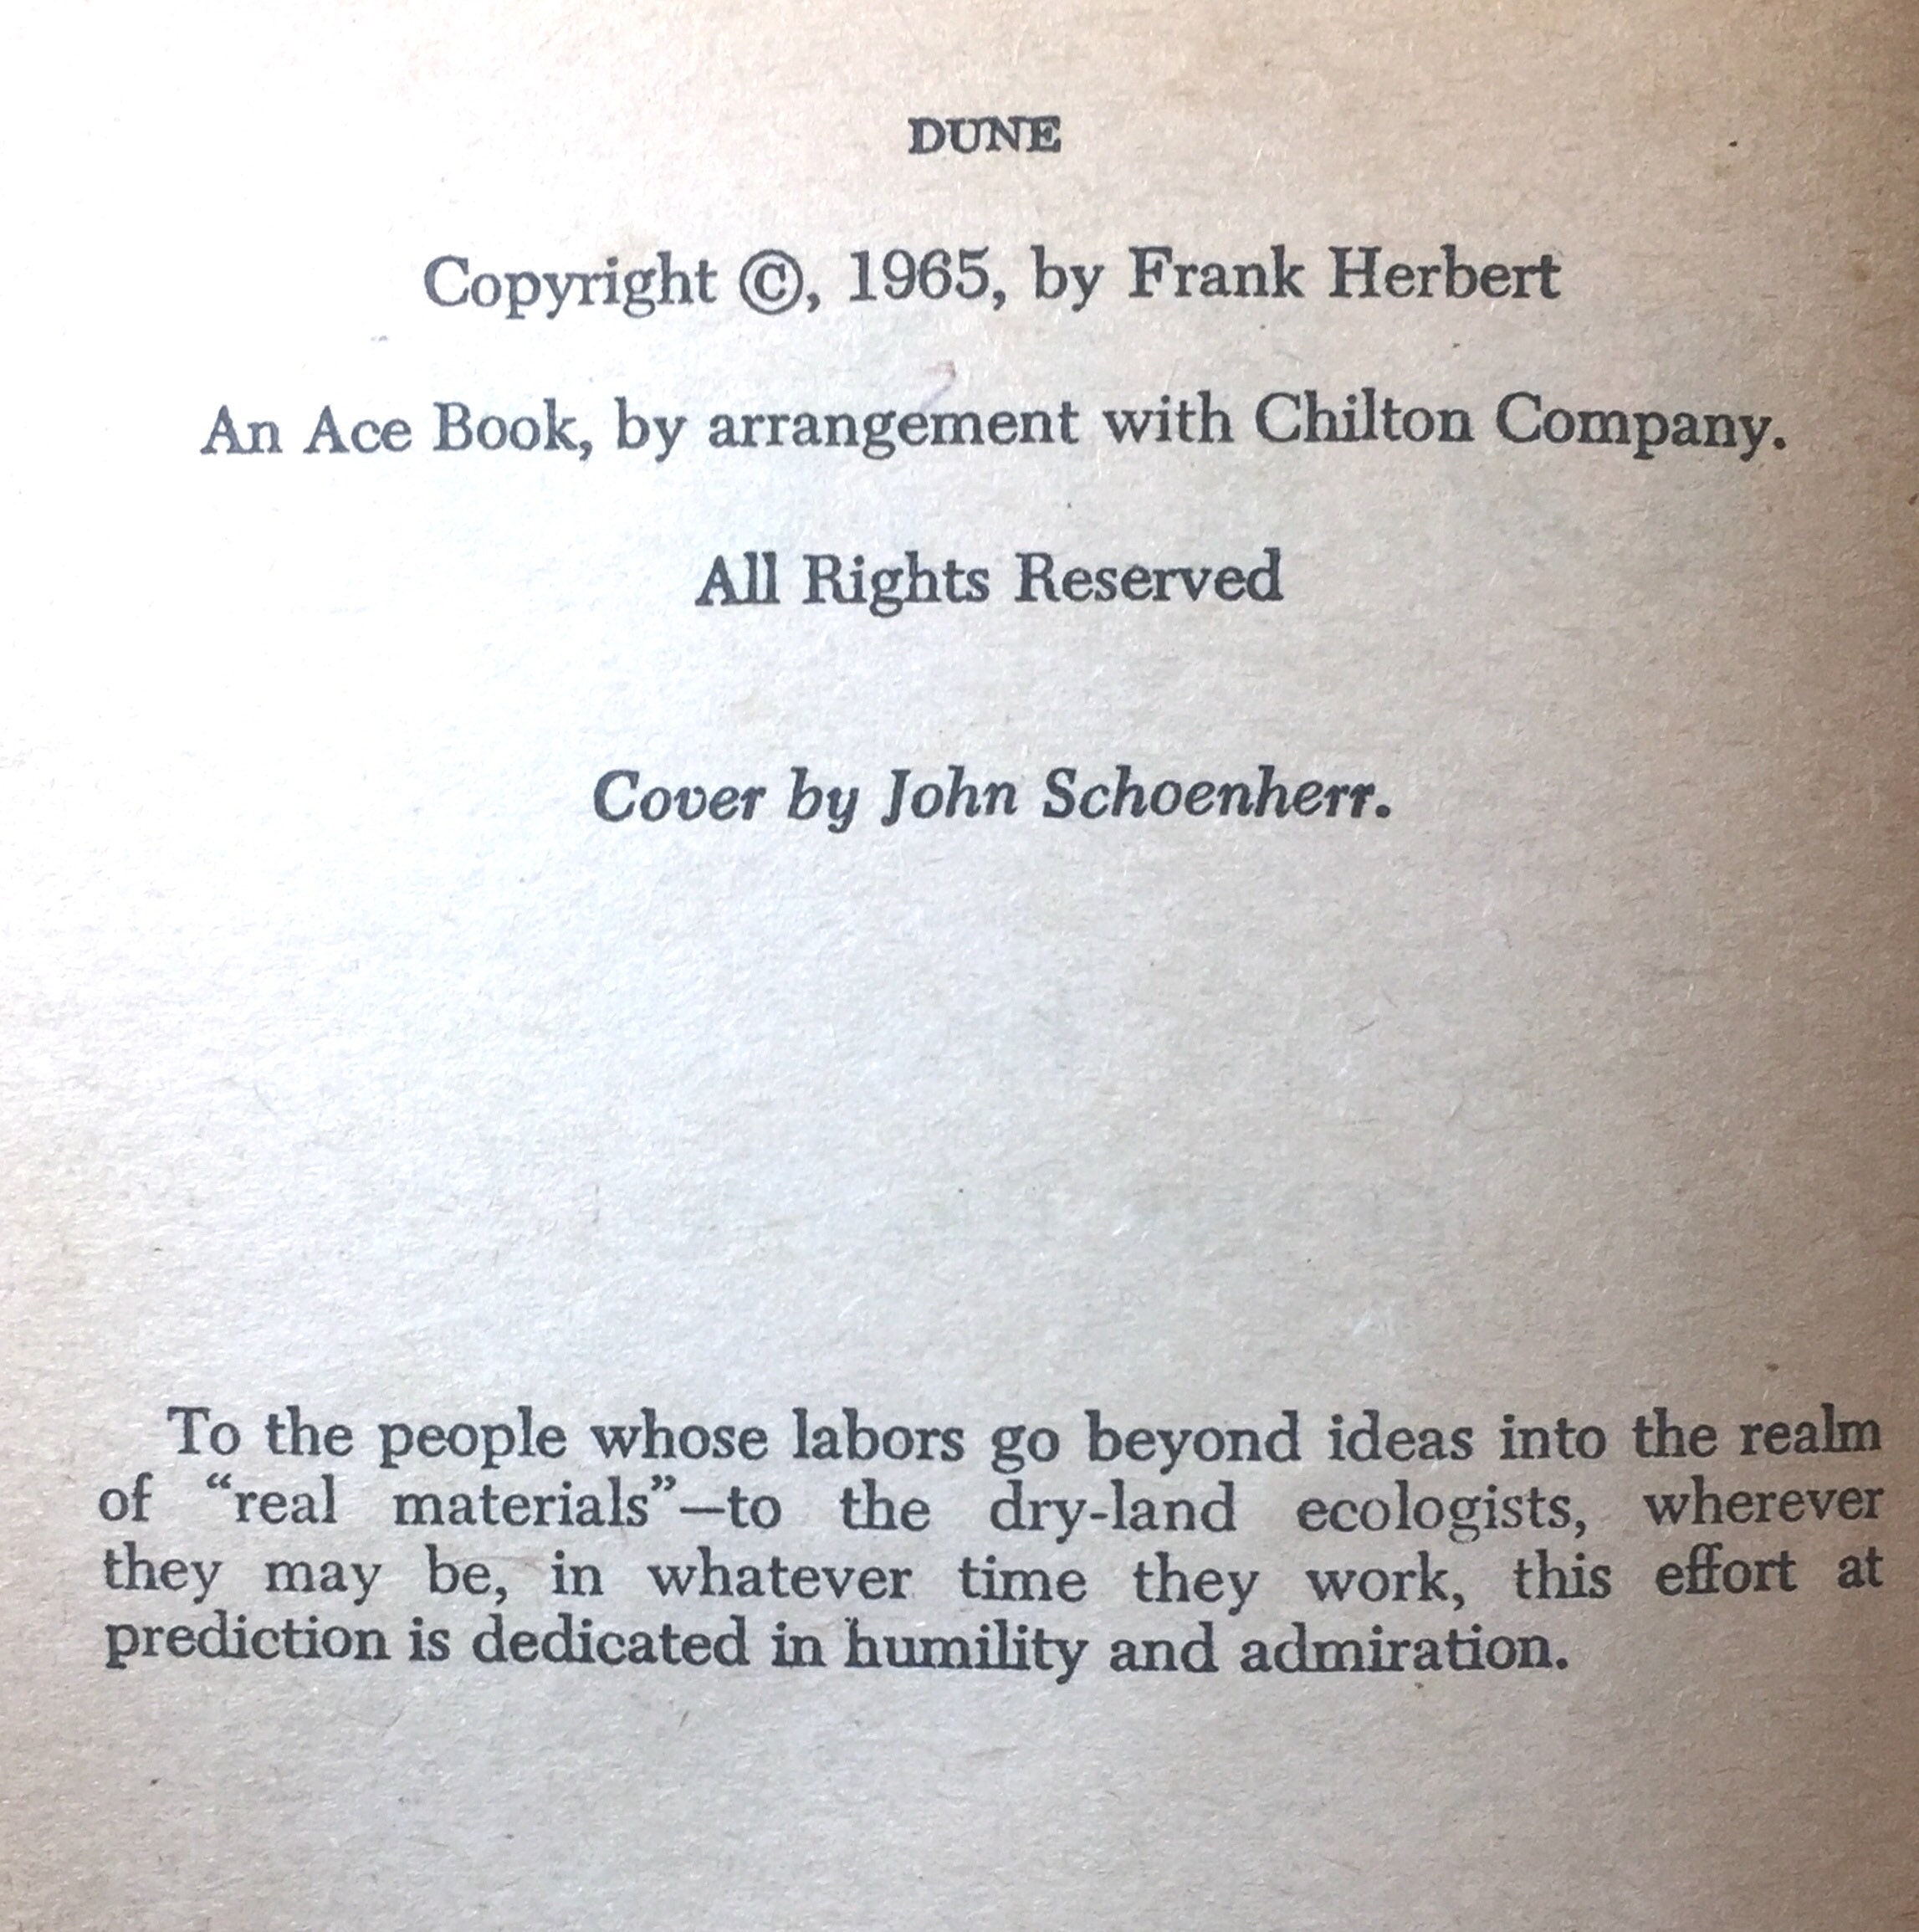 DUNE
Copyright ©, 1965, by Frank Herbert
An Ace Book, by arrangement with Chilton Company.
All Rights Reserved
Cover by John Schoenherr.
To the people whose labors go beyond ideas into the realm
of “real materials”—to the dry-land ecologists, wherever
they may be, in whatever time they work, this effort at
prediction is dedicated in humility and admiration.